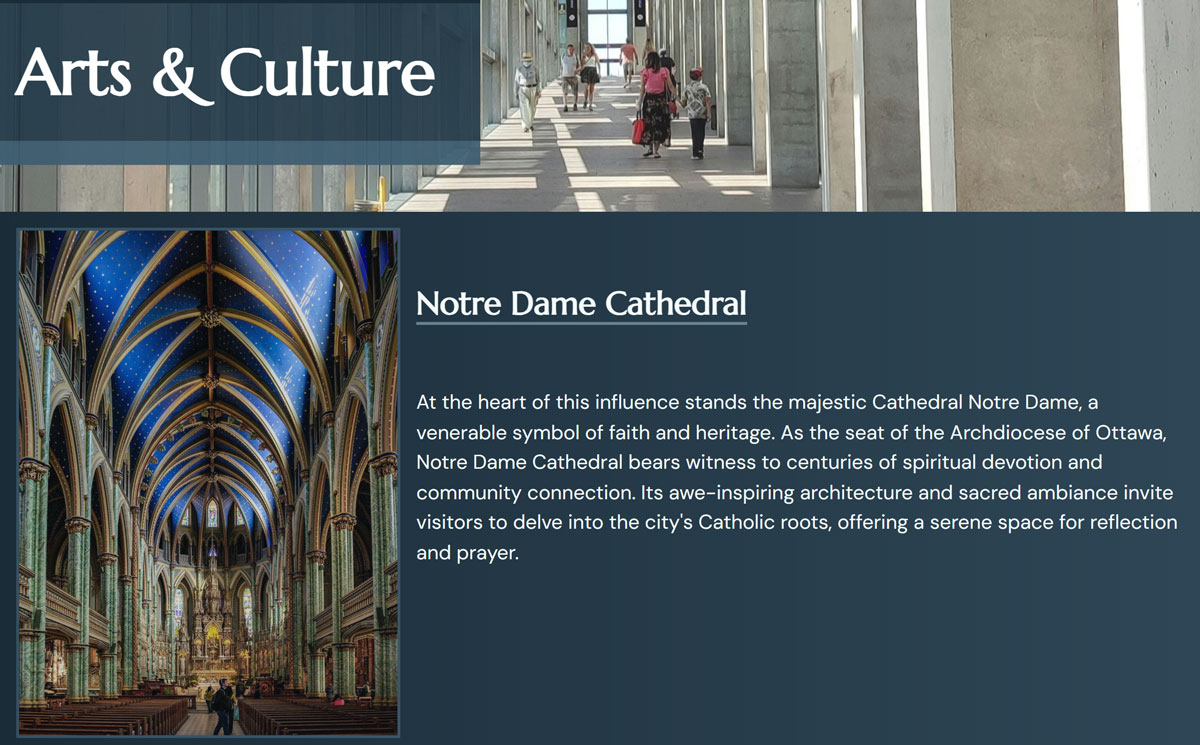 Arts & Culture
Notre Dame Cathedral
At the heart of this influence stands the majestic Cathedral Notre Dame, a
venerable symbol of faith and heritage. As the seat of the Archdiocese of Ottawa,
Notre Dame Cathedral bears witness to centuries of spiritual devotion and
community connection. Its awe-inspiring architecture and sacred ambiance invite
visitors to delve into the city's Catholic roots, offering a serene space for reflection
and prayer.